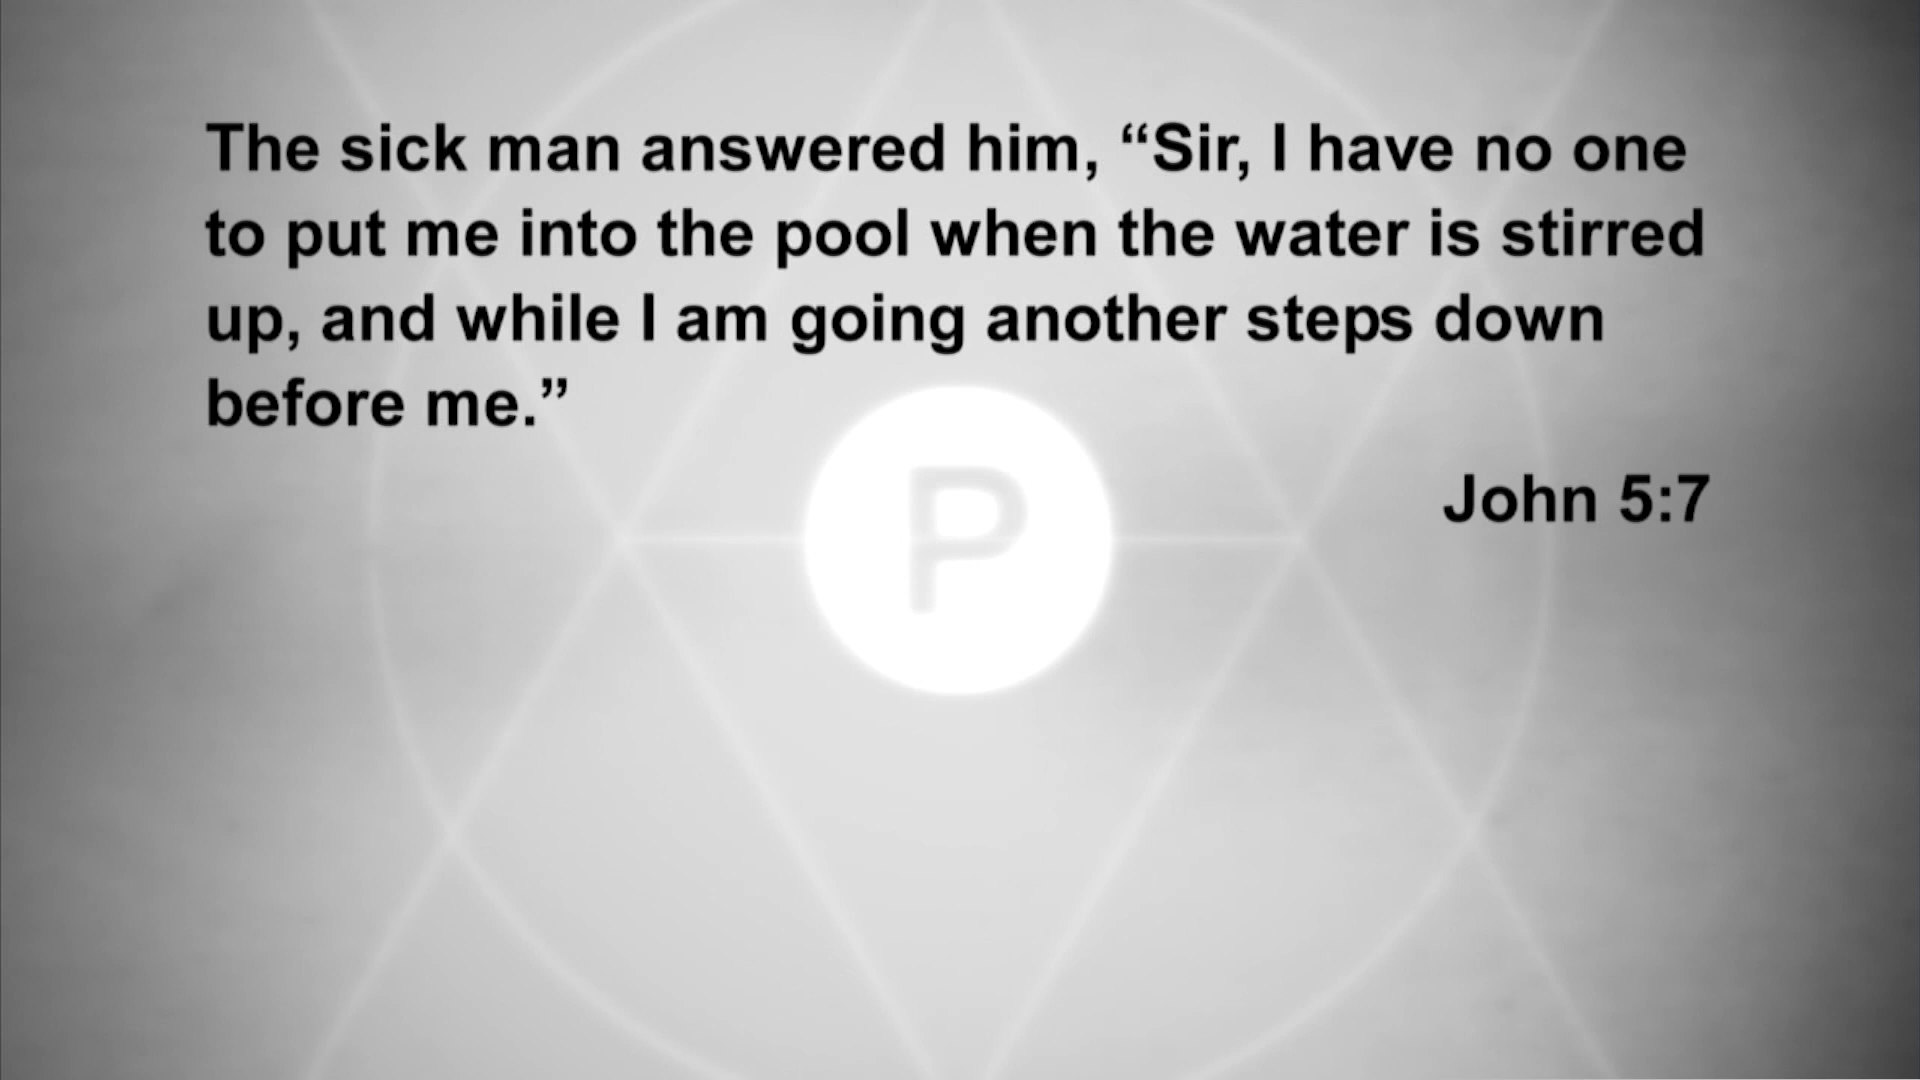 The sick man answered him, “Sir, I have no one
to put me into the pool when the water is stirred
up, and while I am going another steps down
before me.”
John 5:7
P